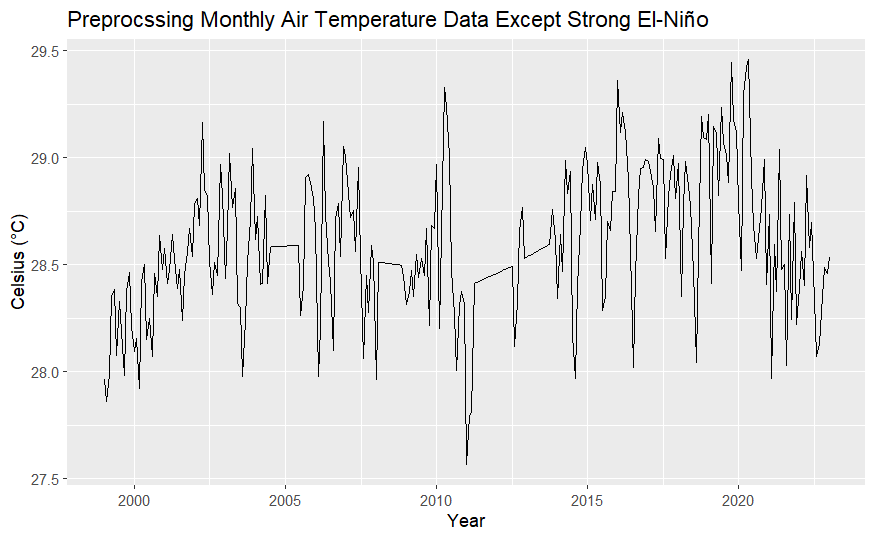 Preprocssing Monthly Air Temperature Data Except Strong El-Niño
29.5
29.0
28.5
28.0
27.5
Celsius (°C)
2000 2005 2010 2015 2020
Year